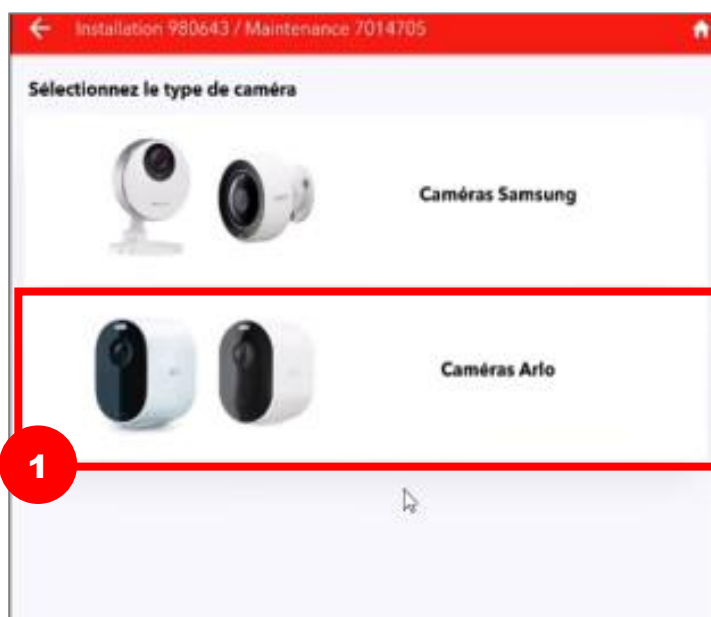 Installation 980643 / Maintenance 7014705
Sélectionnez le type de caméra
Caméras Samsung
Caméras Arlo
1